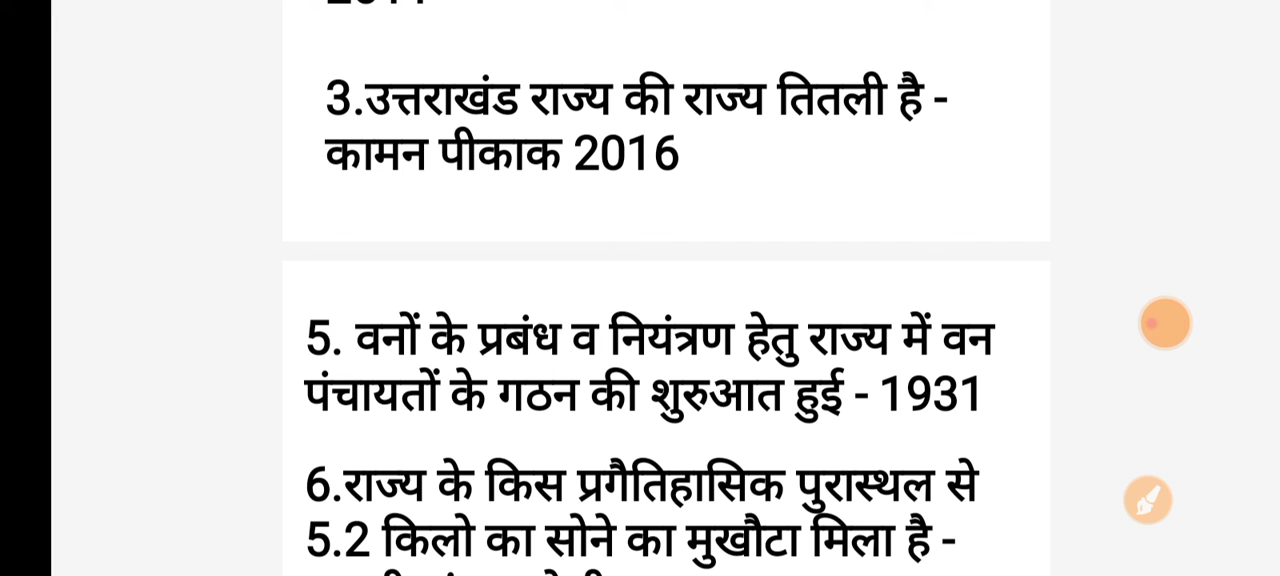 3.उत्तराखंड राज्य की राज्य तितली है -
कामन पीकाक 2016
5. वनों के प्रबंध व नियंत्रण हेतु राज्य में वन
पंचायतों के गठन की शुरुआत हुई - 1931
6.राज्य के किस प्रगैतिहासिक पुरास्थल से
5.2 किलो का सोने का मुखौटा मिला है -